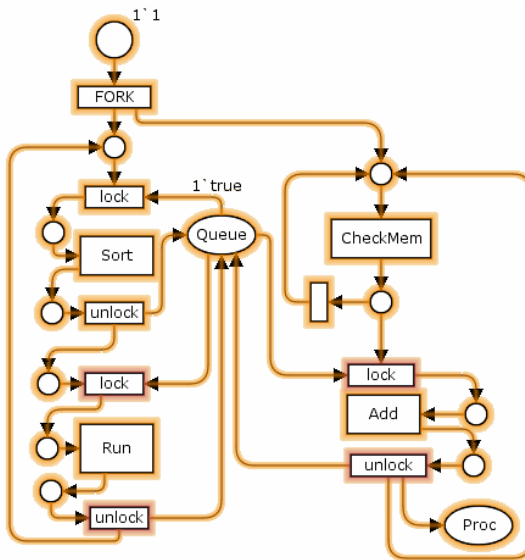 1`1
FORK
1`true
lock
Queue
CheckMem
Sort
unlock
lock
lock
Add
Run
unlock
unlock
Proc